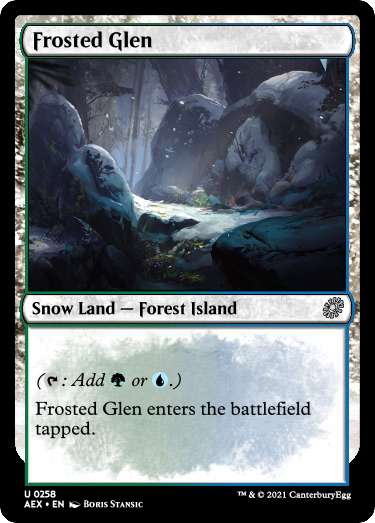 Frosted Glen
Snow Land — Forest Island
(: Add or .)
Frosted Glen enters the battlefield
tapped.
U 0258
AEX • EN Boris Stansic
™ & © 2021 CanterburyEgg